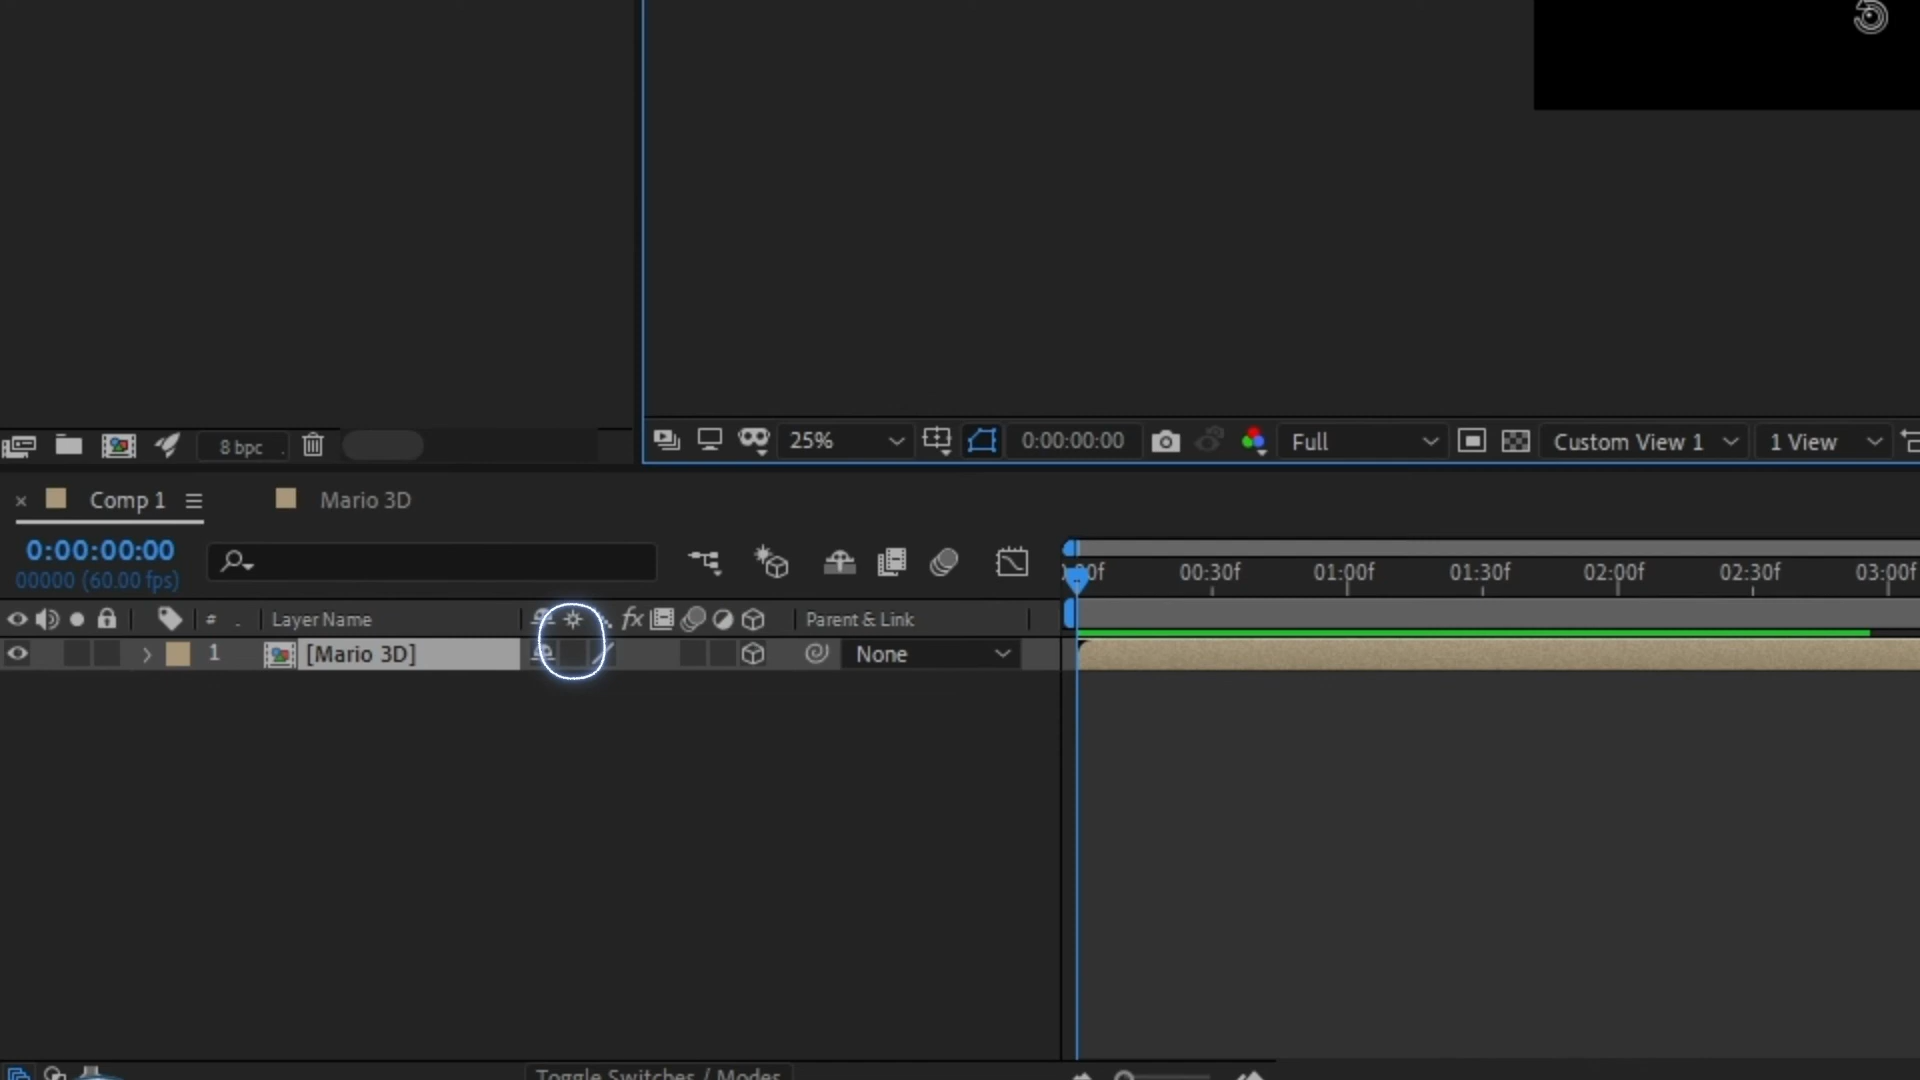 8 bpc
25%
0:00:00:00
Full
Custom View 1
1 View
Comp 1
Mario 3D
0:00:00:00
00000 (60.00 fps)
00:30f
01:00f
01:30f
02:00f
02:30f
03:00f
#
Layer Name
fx
Parent & Link
1
[Mario 3D]
None
Toggle Switches / Modes